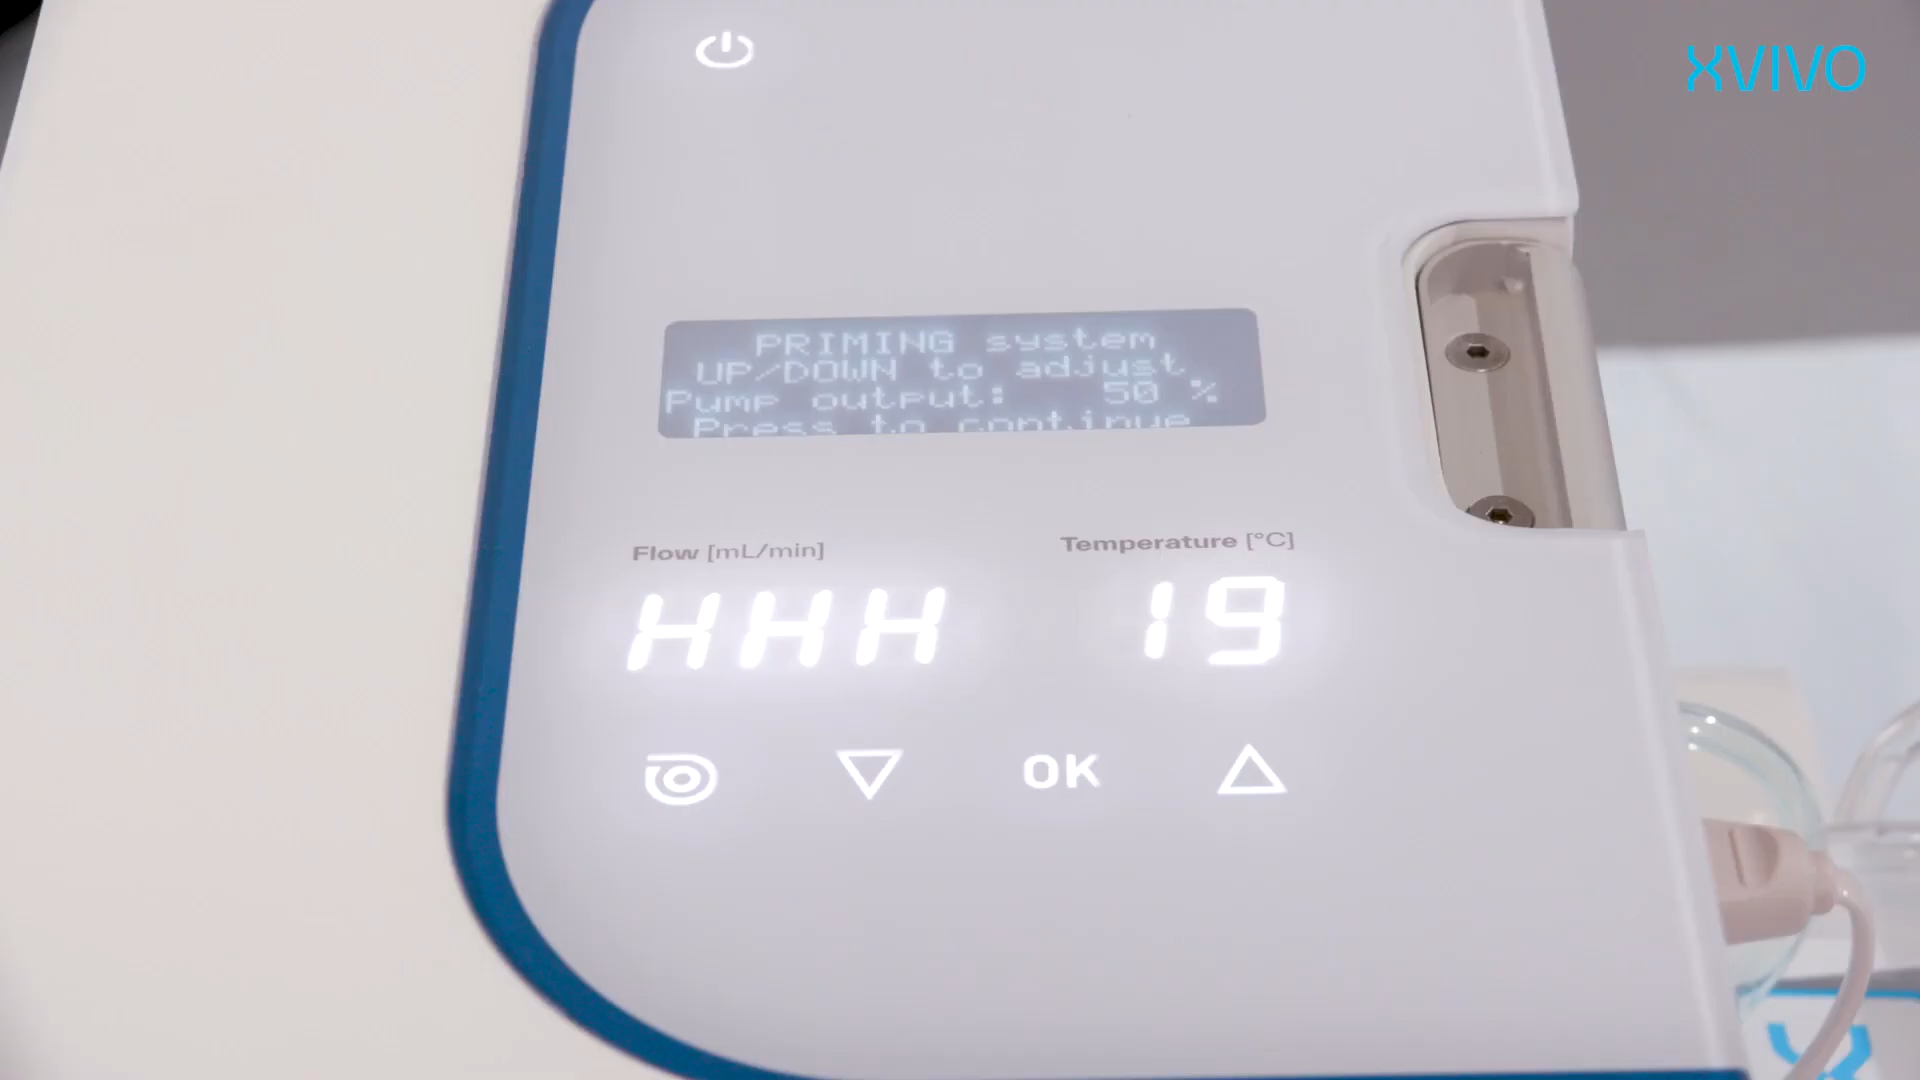 XVIVO
PRIMING system
UP/DOWN to adjust
Pump output: 50 %
Press to continue
Flow [mL/min]
Temperature [°C]
HHH
19
OK